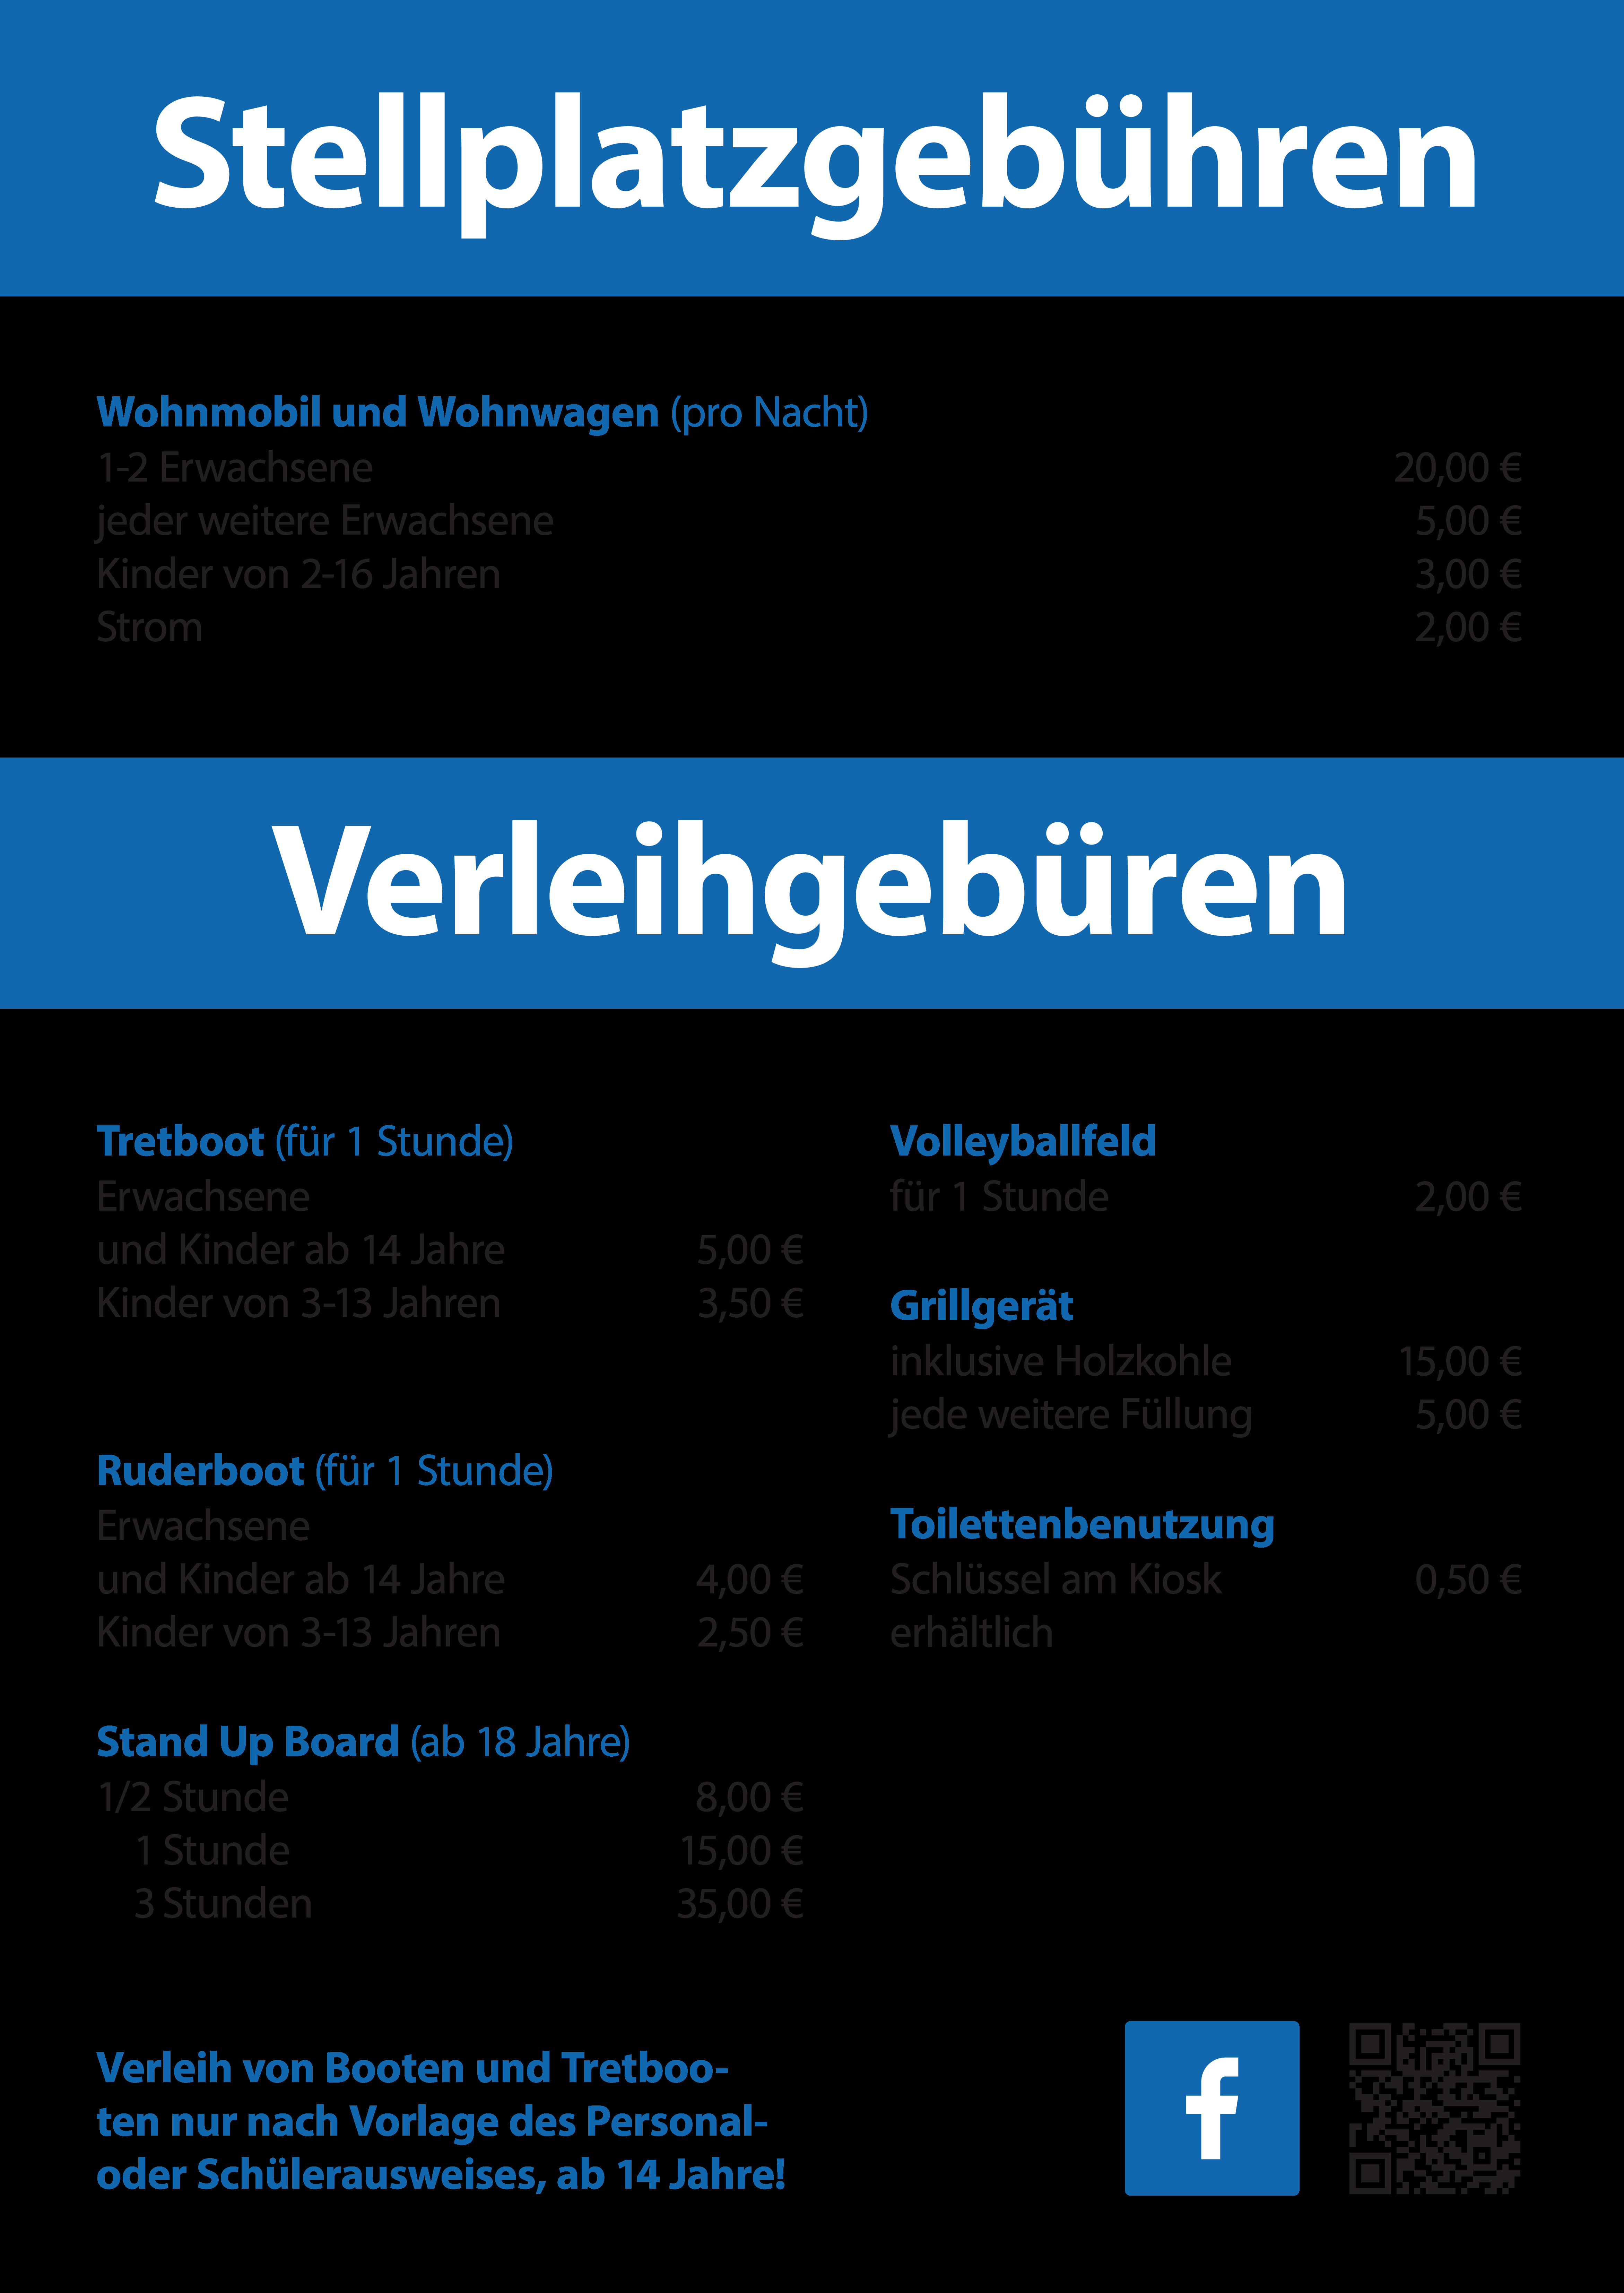 Stellplatzgebühren
Wohnmobil und Wohnwagen (pro Nacht)
1-2 Erwachsene 20,00 €
jeder weitere Erwachsene 5,00 €
Kinder von 2-16 Jahren 3,00 €
Strom 2,00 €
Verleihgebüren
Tretboot (für 1 Stunde)
Erwachsene
und Kinder ab 14 Jahre 5,00 €
Kinder von 3-13 Jahren 3,50 €
Ruderboot (für 1 Stunde)
Erwachsene
und Kinder ab 14 Jahre 4,00 €
Kinder von 3-13 Jahren 2,50 €
Stand Up Board (ab 18 Jahre)
1/2 Stunde 8,00 €
1 Stunde 15,00 €
3 Stunden 35,00 €
Volleyballfeld
für 1 Stunde 2,00 €
Grillgerät
inklusive Holzkohle 15,00 €
jede weitere Füllung 5,00 €
Toilettenbenutzung
Schlüssel am Kiosk 0,50 €
erhältlich
Verleih von Booten und Tretboo-
ten nur nach Vorlage des Personal-
oder Schülerausweises, ab 14 Jahre!
f